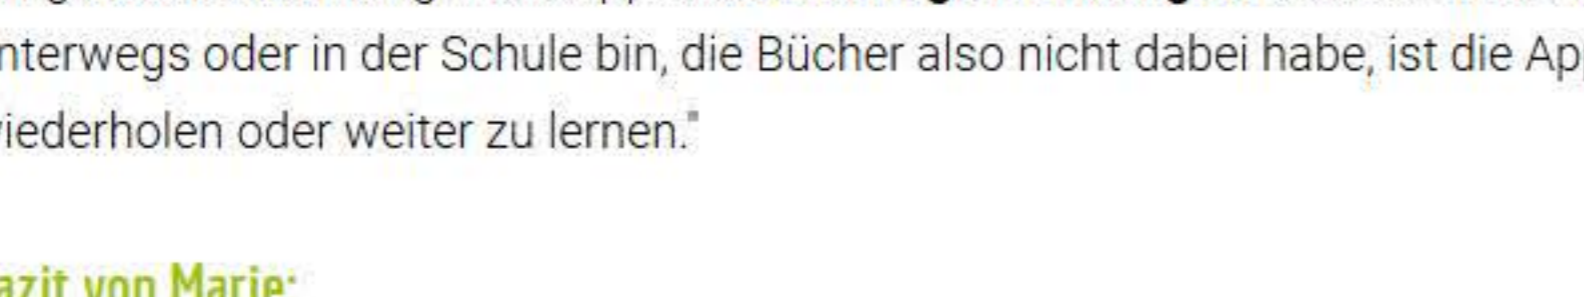 nterwegs oder in der Schule bin, die Bücher also nicht dabei habe, ist die Ap
wiederholen oder weiter zu lernen."
azit von Marie: